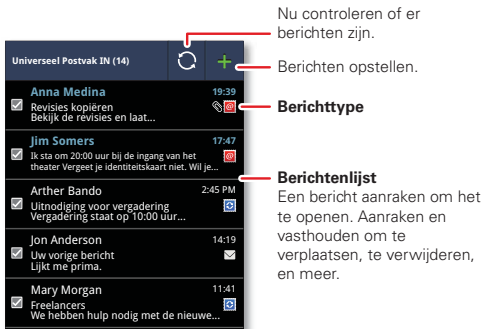 Nu controleren of er
berichten zijn.
Universeel Postvak IN (14)
Berichten opstellen.
Anna Medina 19:39
Revisies kopiëren
Bekijk de revisies en laat...
Berichttype
Jim Somers 17:47
Ik sta om 20:00 uur bij de ingang van het
theater Vergeet je identiteitskaart niet. Wil je...
Berichtenlijst
Een bericht aanraken om het
te openen. Aanraken en
vasthouden om te
verplaatsen, te verwijderen,
en meer.
Arther Bando 2:45 PM
Uitnodiging voor vergadering
Vergadering staat op 10:00 uur...
Jon Anderson 14:19
Uw vorige bericht
Lijkt me prima.
Mary Morgan 11:41
Freelancers
We hebben hulp nodig met de nieuwe...